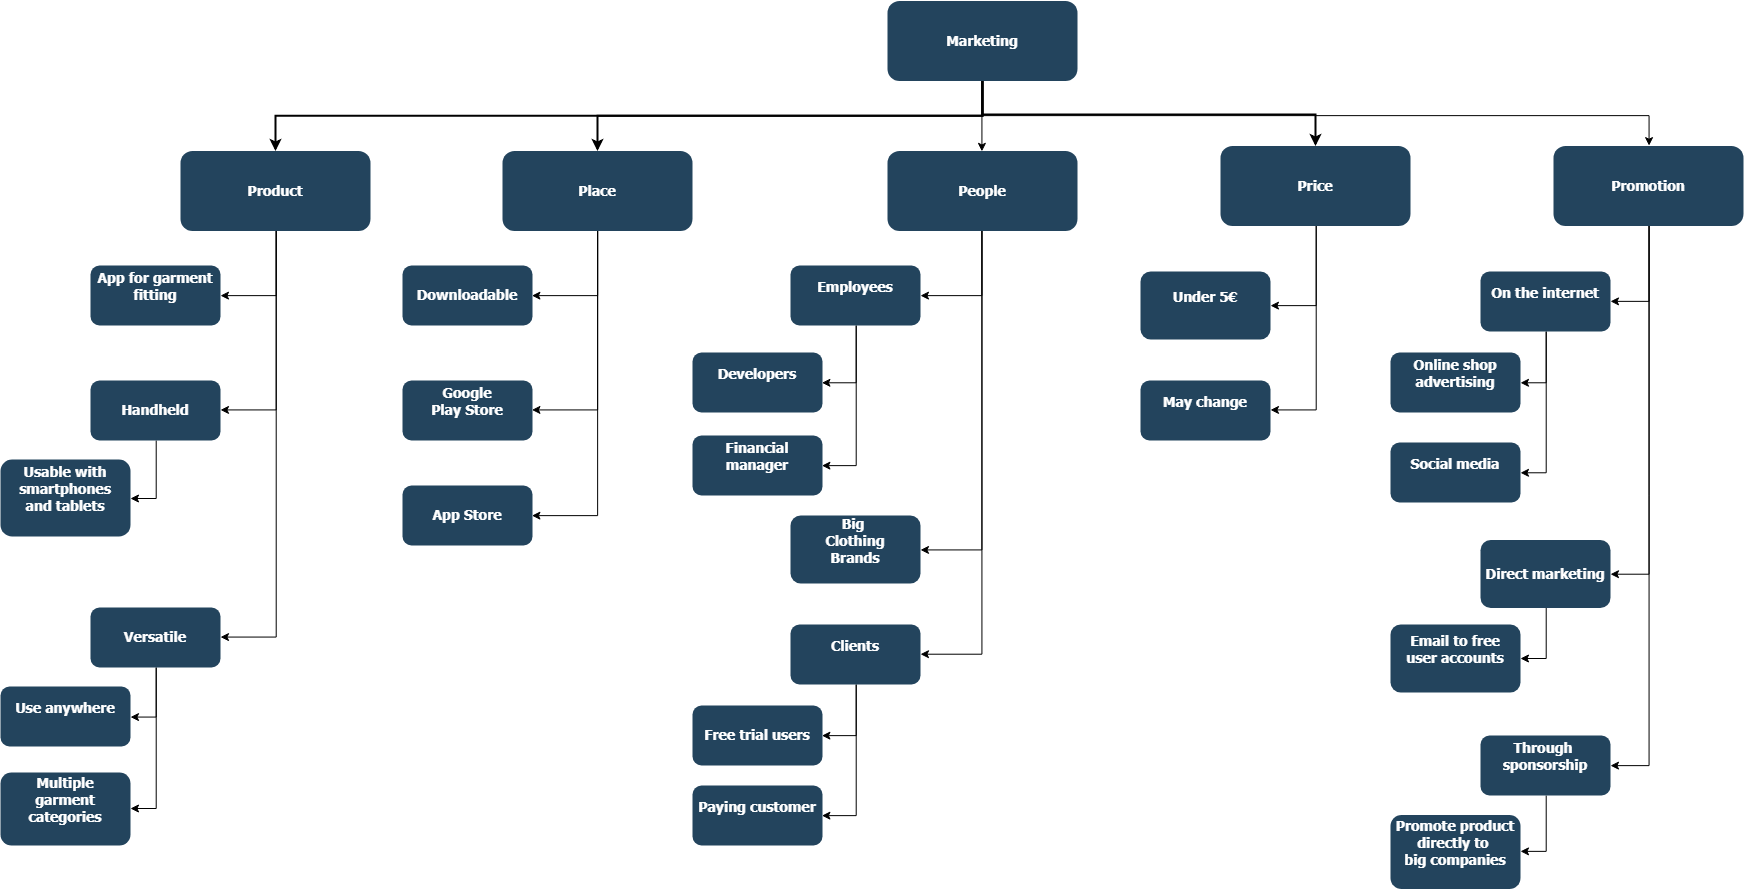 Marketing
Product
Place
People
Price
Promotion
App for garment
fitting
Handheld
Usable with
smartphones
and tablets
Versatile
Use anywhere
Multiple
garment
categories
Downloadable
Google
Play Store
App Store
Employees
Developers
Financial
manager
Big
Clothing
Brands
Clients
Free trial users
Paying customer
Under 5€
May change
On the internet
Online shop
advertising
Social media
Direct marketing
Email to free
user accounts
Through
sponsorship
Promote product
directly to
big companies